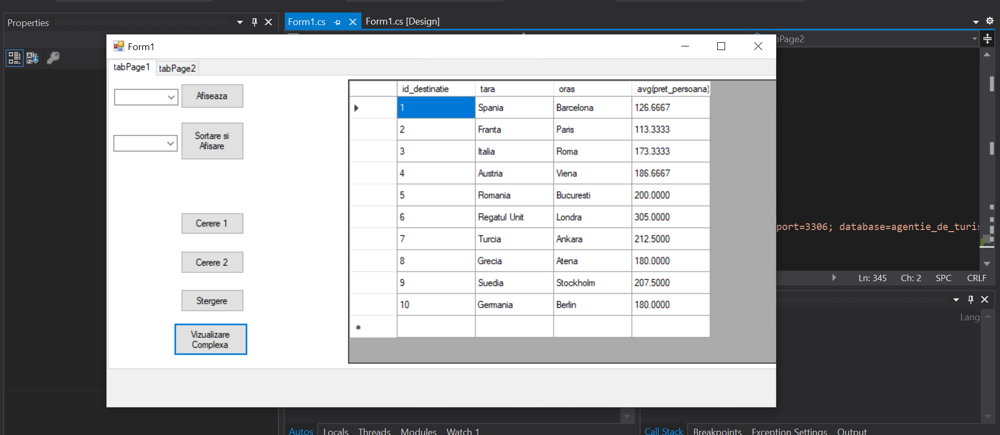 Properties
Form1.cs
Form1.cs [Design]
Page2
Form1
tabPage1
tabPage2
Afiseaza
Sortare si
Afisare
Cerere 1
Cerere 2
Stergere
Vizualizare
Complexa
id_destinatie tara oras avg(pret_persoana)
1 Spania Barcelona 126.6667
2 Franta Paris 113.3333
3 Italia Roma 173.3333
4 Austria Viena 186.6667
5 Romania Bucuresti 200.0000
6 Regatul Unit Londra 305.0000
7 Turcia Ankara 212.5000
8 Grecia Atena 180.0000
9 Suedia Stockholm 207.5000
10 Germania Berlin 180.0000
port=3306; database=agentie_de_turis
Ln: 345 Ch: 2 SPC CRLF
Lang
Autos Locals Threads Modules Watch 1
Call Stack Breakpoints Exception Settings Output